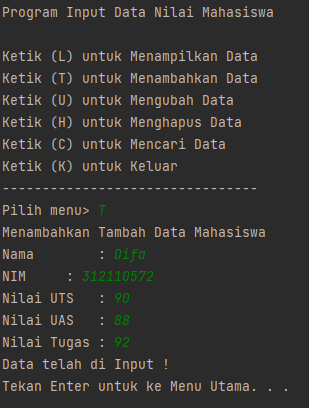 Program Input Data Nilai Mahasiswa
Ketik (L) untuk Menampilkan Data
Ketik (T) untuk Menambahkan Data
Ketik (U) untuk Mengubah Data
Ketik (H) untuk Menghapus Data
Ketik (C) untuk Mencari Data
Ketik (K) untuk Keluar
--------------------------------
Pilih menu> T
Menambahkan Tambah Data Mahasiswa
Nama        : Difa
NIM     : 312110572
Nilai UTS   : 90
Nilai UAS   : 88
Nilai Tugas : 92
Data telah di Input !
Tekan Enter untuk ke Menu Utama. . .